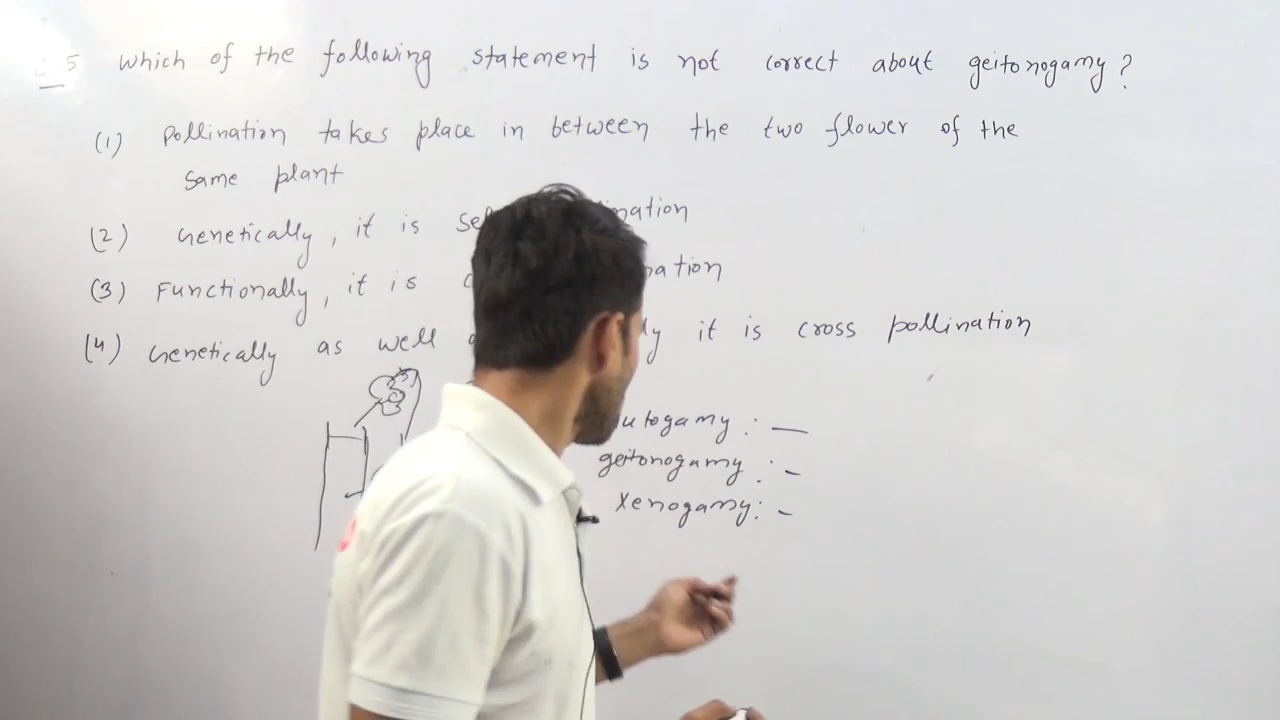 5 which of the following statement is not correct about geitonogamy?
(1) pollination takes place in between the two flower of the
same plant
(2) Genetically, it is
(3) Functionally, it is
(4) Genetically as well it is cross pollination
geitonogamy : -
Xenogamy : -